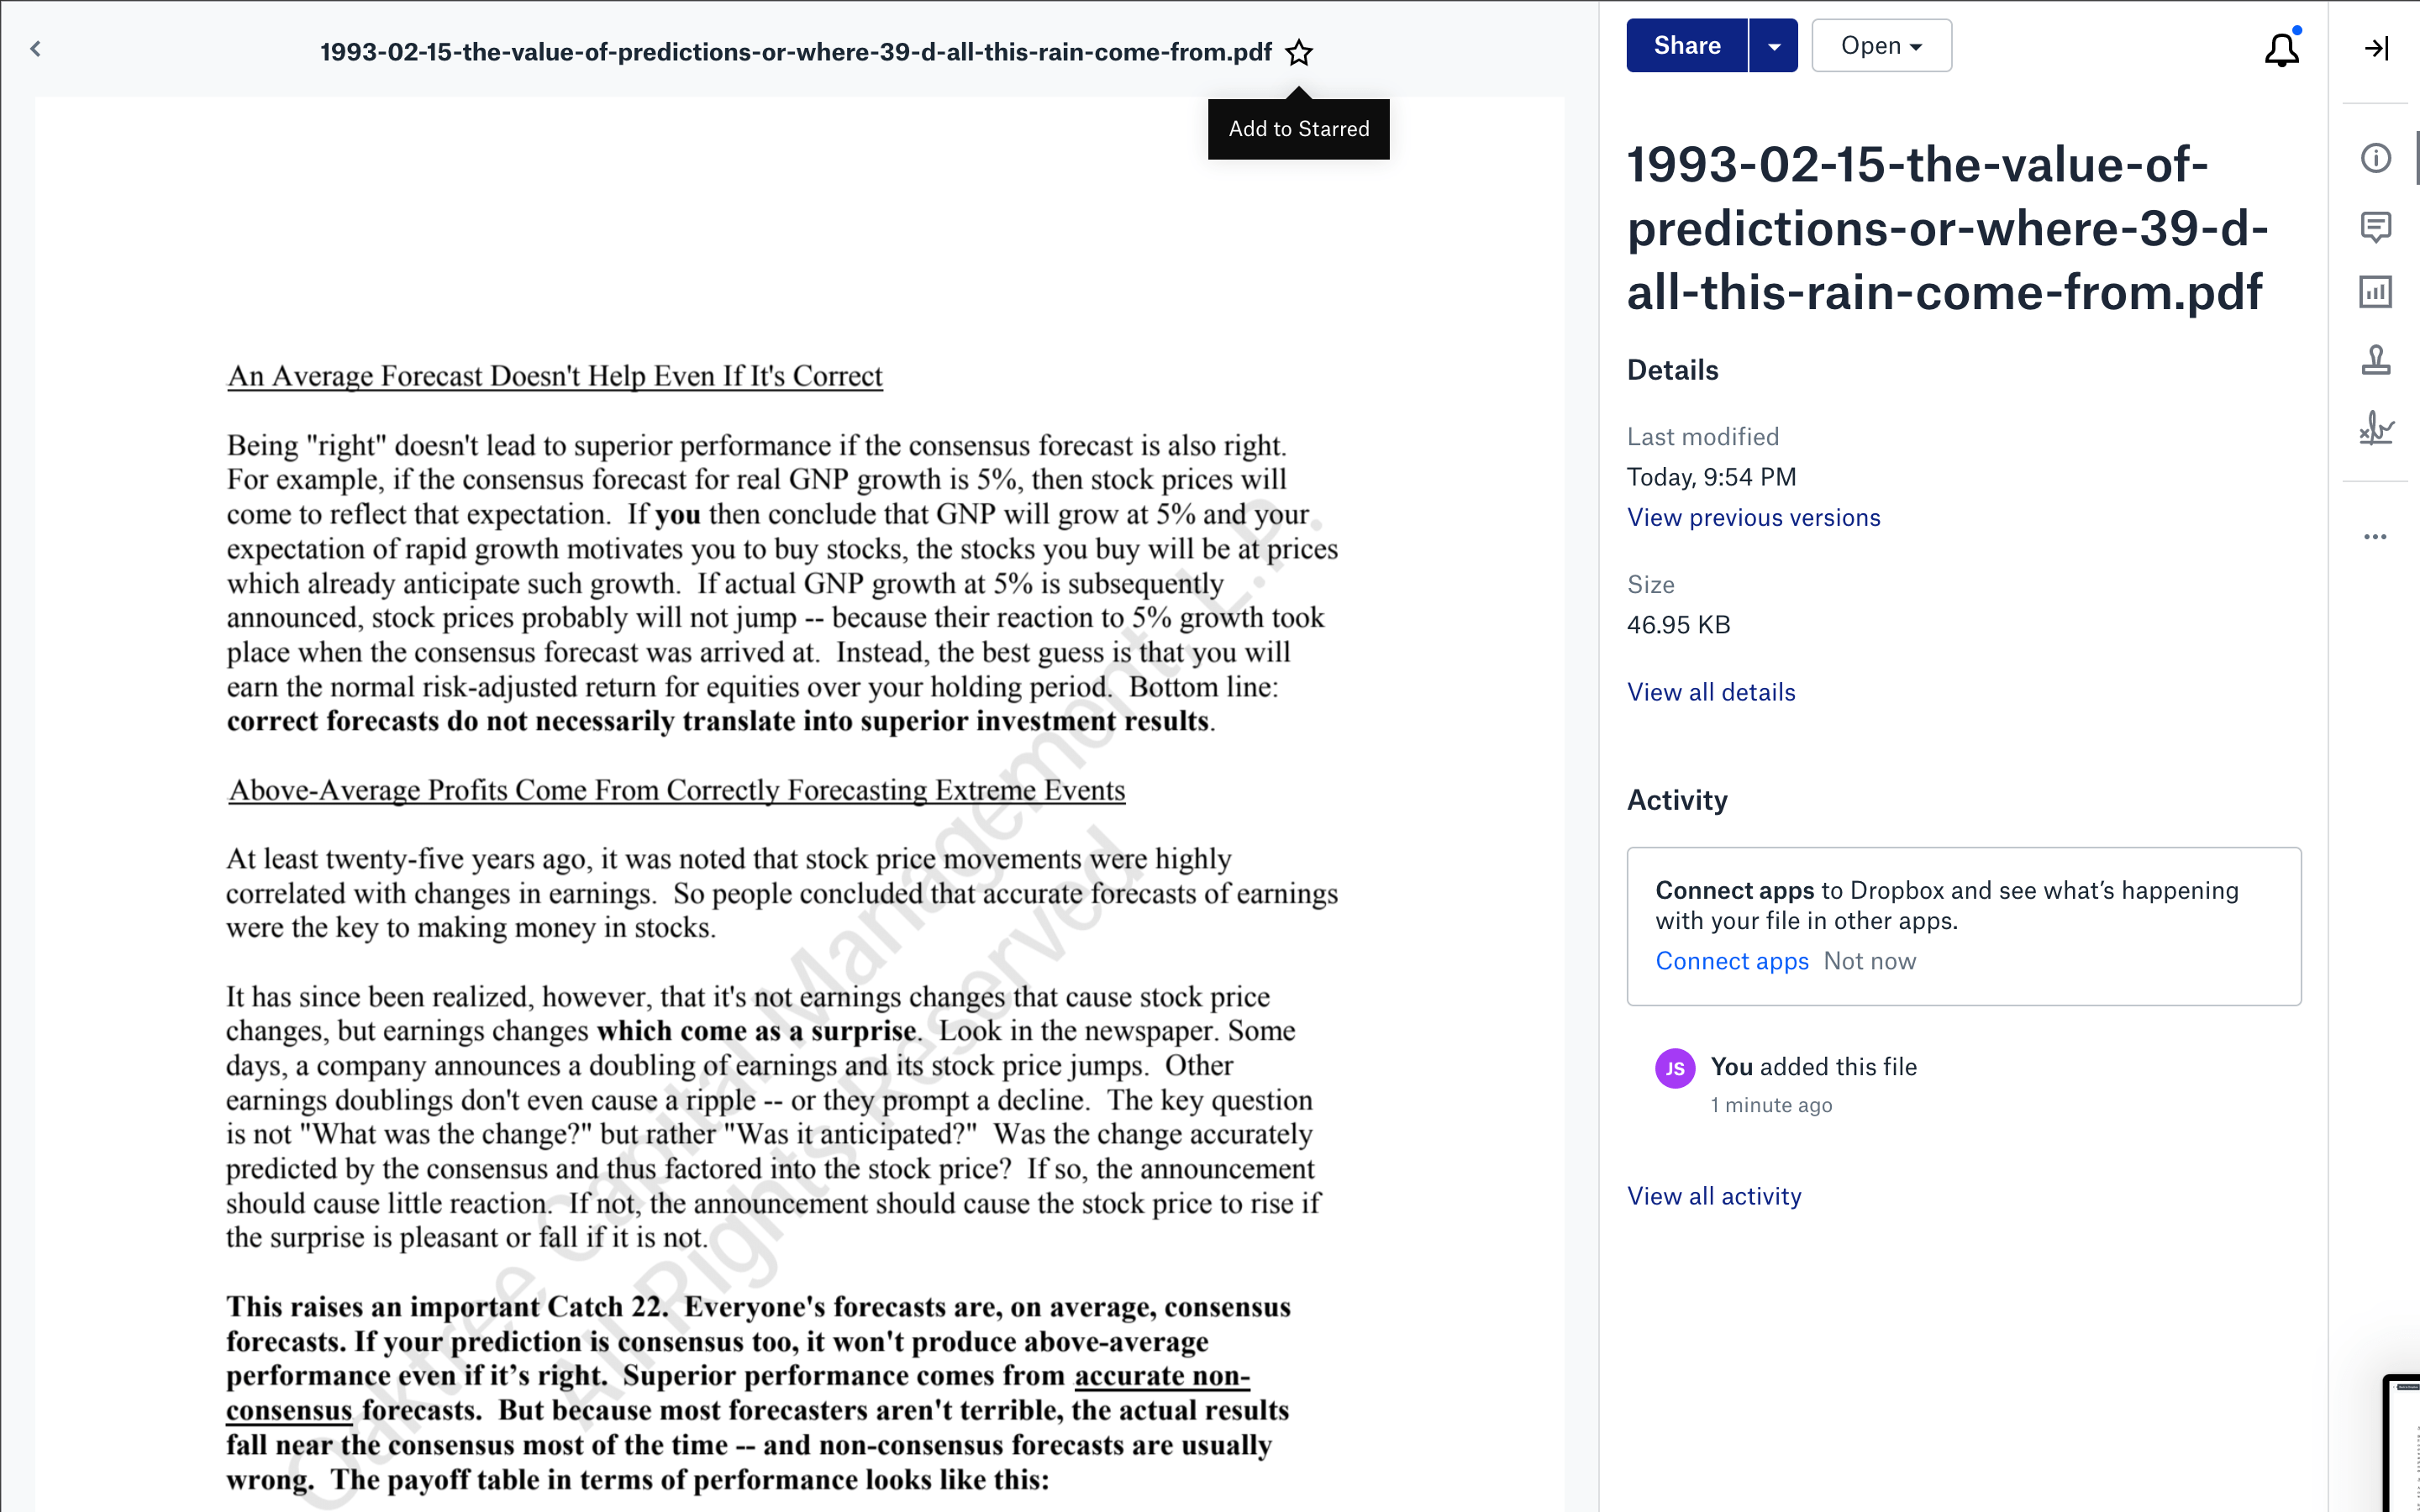 1993-02-15-the-value-of-predictions-or-where-39-d-all-this-rain-come-from.pdf
Add to Starred
An Average Forecast Doesn't Help Even If It's Correct
Being "right" doesn't lead to superior performance if the consensus forecast is also right.
For example, if the consensus forecast for real GNP growth is 5%, then stock prices will
come to reflect that expectation.  If you then conclude that GNP will grow at 5% and your
expectation of rapid growth motivates you to buy stocks, the stocks you buy will be at prices
which already anticipate such growth.  If actual GNP growth at 5% is subsequently
announced, stock prices probably will not jump -- because their reaction to 5% growth took
place when the consensus forecast was arrived at.  Instead, the best guess is that you will
earn the normal risk-adjusted return for equities over your holding period.  Bottom line:
correct forecasts do not necessarily translate into superior investment results.
Above-Average Profits Come From Correctly Forecasting Extreme Events
At least twenty-five years ago, it was noted that stock price movements were highly
correlated with changes in earnings.  So people concluded that accurate forecasts of earnings
were the key to making money in stocks.
It has since been realized, however, that it's not earnings changes that cause stock price
changes, but earnings changes which come as a surprise.  Look in the newspaper. Some
days, a company announces a doubling of earnings and its stock price jumps.  Other
earnings doublings don't even cause a ripple -- or they prompt a decline.  The key question
is not "What was the change?" but rather "Was it anticipated?"  Was the change accurately
predicted by the consensus and thus factored into the stock price?  If so, the announcement
should cause little reaction.  If not, the announcement should cause the stock price to rise if
the surprise is pleasant or fall if it is not.
This raises an important Catch 22.  Everyone's forecasts are, on average, consensus
forecasts. If your prediction is consensus too, it won't produce above-average
performance even if it’s right.  Superior performance comes from accurate non-
consensus forecasts.  But because most forecasters aren't terrible, the actual results
fall near the consensus most of the time -- and non-consensus forecasts are usually
wrong.  The payoff table in terms of performance looks like this:
Oaktree Capital Management, L.P.
All Rights Reserved
Share
Open
1993-02-15-the-value-of-
predictions-or-where-39-d-
all-this-rain-come-from.pdf
Details
Last modified
Today, 9:54 PM
View previous versions
Size
46.95 KB
View all details
Activity
Connect apps to Dropbox and see what’s happening
with your file in other apps.
Connect apps Not now
JS You added this file
1 minute ago
View all activity